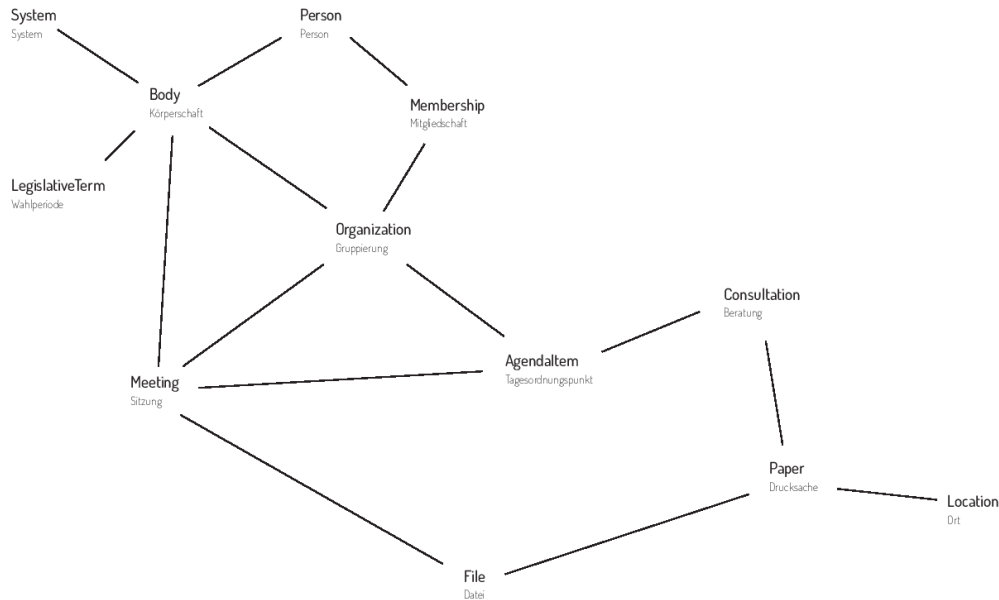 System
System
Person
Person
Body
Körperschaft
Membership
Mitgliedschaft
LegislativeTerm
Wahlperiode
Organization
Gruppierung
Consultation
Beratung
AgendaItem
Tagesordnungspunkt
Meeting
Sitzung
Paper
Drucksache
Location
Ort
File
Datei